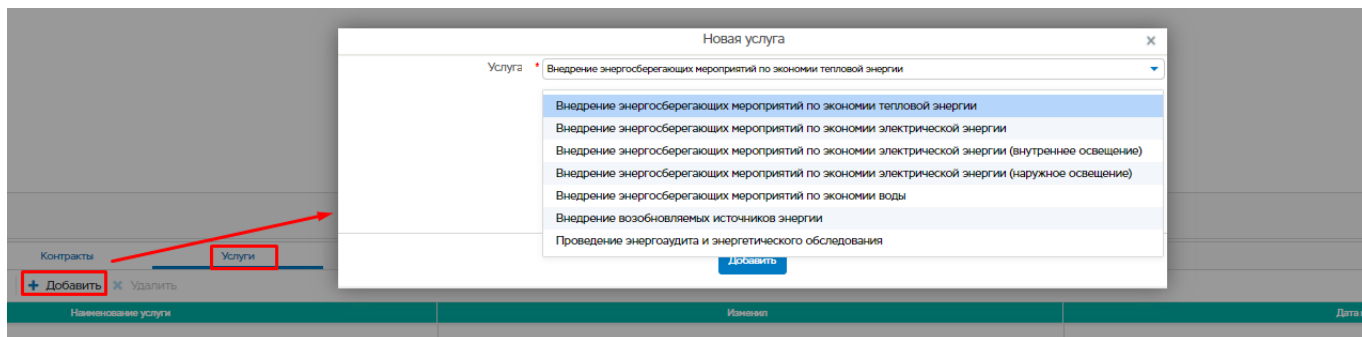 Новая услуга
Услуга * Внедрение энергосберегающих мероприятий по экономии тепловой энергии
Внедрение энергосберегающих мероприятий по экономии тепловой энергии
Внедрение энергосберегающих мероприятий по экономии электрической энергии
Внедрение энергосберегающих мероприятий по экономии электрической энергии (внутреннее освещение)
Внедрение энергосберегающих мероприятий по экономии электрической энергии (наружное освещение)
Внедрение энергосберегающих мероприятий по экономии воды
Внедрение возобновляемых источников энергии
Проведение энергоаудита и энергетического обследования
Добавить
Контракты Услуги
+ Добавить × Удалить
Наименование услуги Изменил Дата